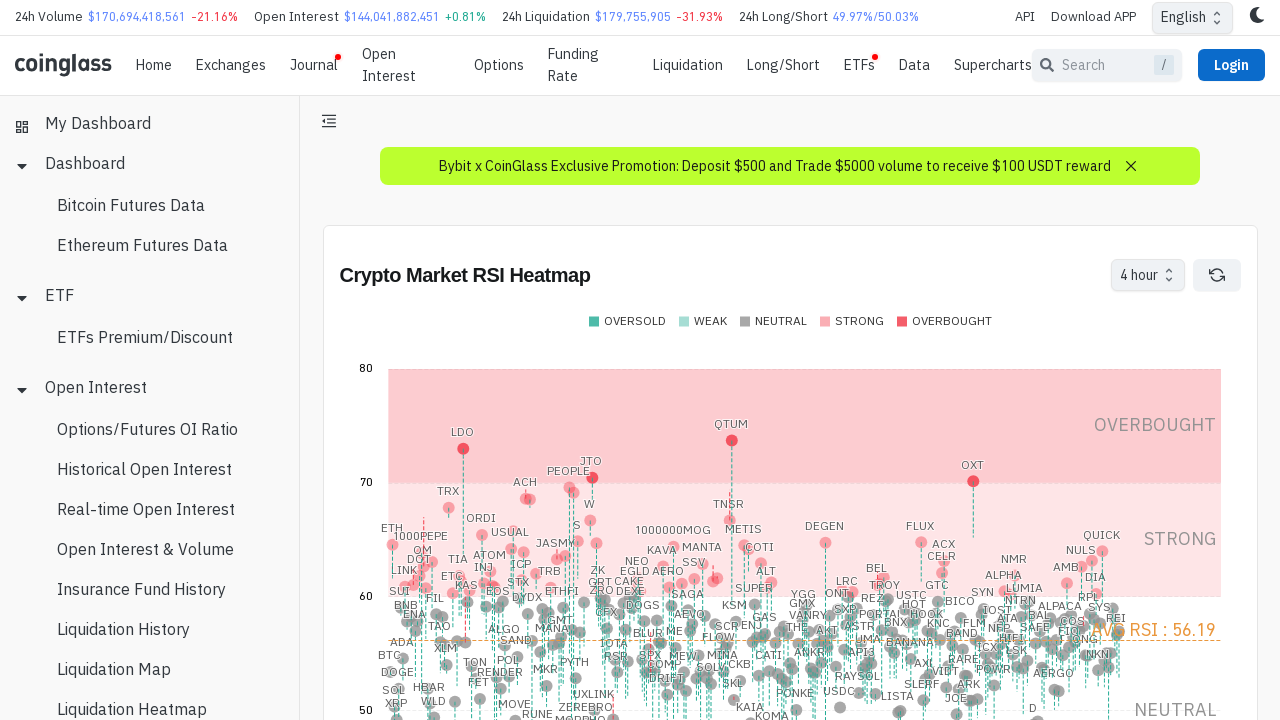 24h Volume $170,694,418,561 -21.16% Open Interest $144,041,882,451 +0.81% 24h Liquidation $179,755,905 -31.93% 24h Long/Short 49.97%/50.03% API Download APP English
coinglass Home Exchanges Journal Open Interest Options Funding Rate Liquidation Long/Short ETFs Data Supercharts Search / Login
My Dashboard
Dashboard
Bitcoin Futures Data
Ethereum Futures Data
ETF
ETFs Premium/Discount
Open Interest
Options/Futures OI Ratio
Historical Open Interest
Real-time Open Interest
Open Interest & Volume
Insurance Fund History
Liquidation History
Liquidation Map
Liquidation Heatmap
Bybit x CoinGlass Exclusive Promotion: Deposit $500 and Trade $5000 volume to receive $100 USDT reward
Crypto Market RSI Heatmap
4 hour
OVERSOLD WEAK NEUTRAL STRONG OVERBOUGHT
80
OVERBOUGHT
QTUM
LDO
JTO
OXT
PEOPLE
70
ACH
TRX
W
TNSR
ORDI
S
ETH
1000PEPE
USUAL
1000000MOG
METIS
DEGEN
FLUX
QUICK
STRONG
OM
TIA
ATOM
JASMY
KAVA
MANTA
COTI
ACX
NULS
DOT
INJ
ICP
NEO
SSV
CELR
NMR
LINK
ETC
TRB
ZK
EGLD
AERO
ALT
BEL
ALPHA
AMB
DIA
60
SUI
FIL
KAS
EOS
STX
DYDX
ETHFI
GRT
ZRO
CAKE
DEXE
SAGA
SUPER
YGG
ONT
LRC
TROY
REZ
USTC
GTC
SYN
LUMIA
NTRN
RPL
BNB
ENA
CFX
DOGS
AEVO
KSM
GAS
GMX
VANRY
SXP
PORTAL
HOT
HOOK
BICO
IOST
ATA
BAL
ALPACA
SYS
TAO
ALGO
MANA
BLUR
ME
FLOW
SCR
THE
AKT
ASTR
BNX
KNC
FLM
NFP
SAFE
COS
REI
AVG RSI : 56.19
ADA
XLM
SAND
IOTA
UMA
BANANA
BAND
HIFI
FIO
BTC
TON
POL
PYTH
RSR
SPX
MEW
MINA
CATI
ANKR
API3
AXL
RARE
ICX
LSK
NKN
DOGE
RENDER
MKR
DRIFT
SOLV
CKB
RAYSOL
VIDT
POWR
AERGO
SOL
HBAR
FET
UXLINK
SKL
PONKE
USDC
LISTA
SLERF
ARK
XRP
WLD
MOVE
ZEREBRO
KAIA
JOE
D
50
RUNE
MORPHO
KOMA
NEUTRAL